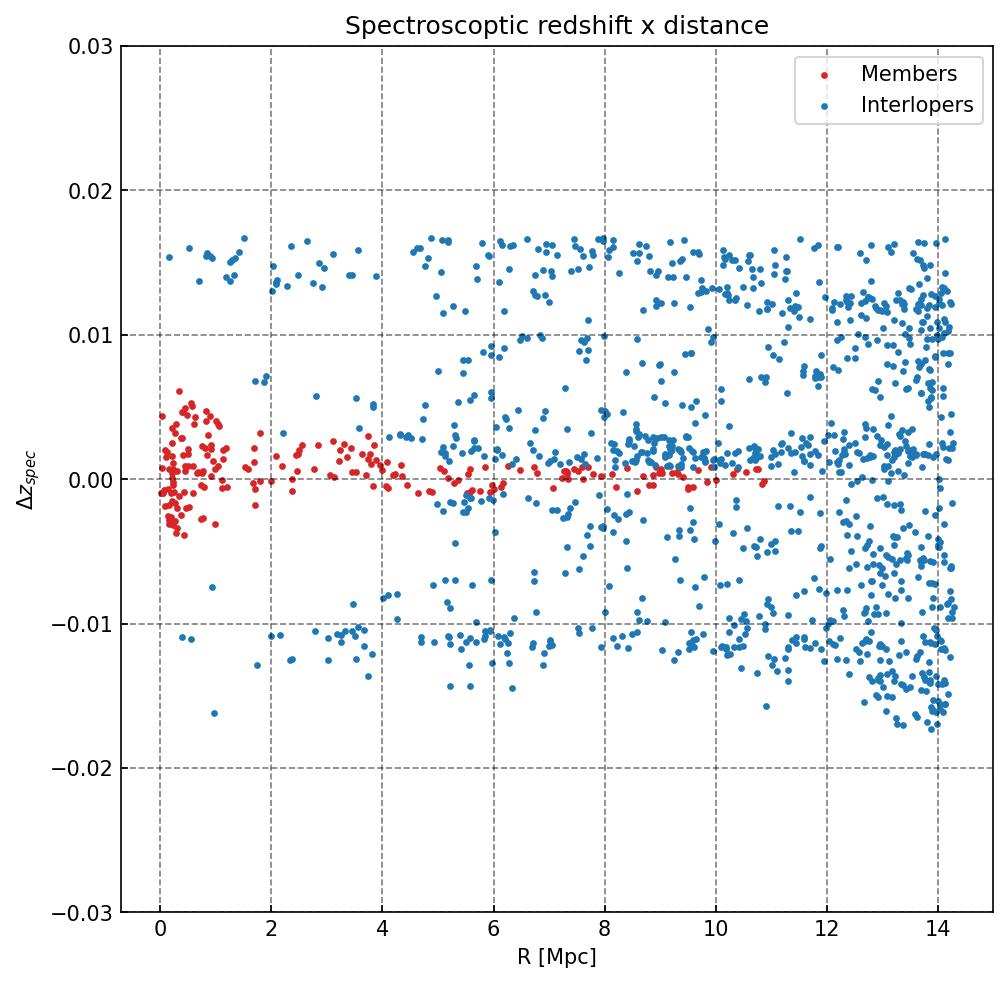 Spectroscoptic redshift x distance
Members
Interlopers
0.03
0.02
0.01
0.00
−0.01
−0.02
−0.03
Δz_spec
0 2 4 6 8 10 12 14
R [Mpc]